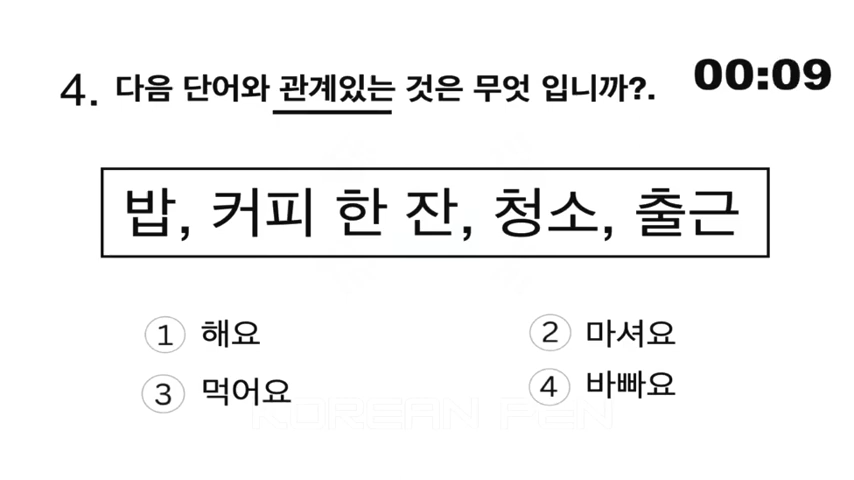 4. 다음 단어와 관계있는 것은 무엇 입니까?.
00:09
밥, 커피 한 잔, 청소, 출근
1 해요
2 마셔요
3 먹어요
4 바빠요
KOREAN PEN